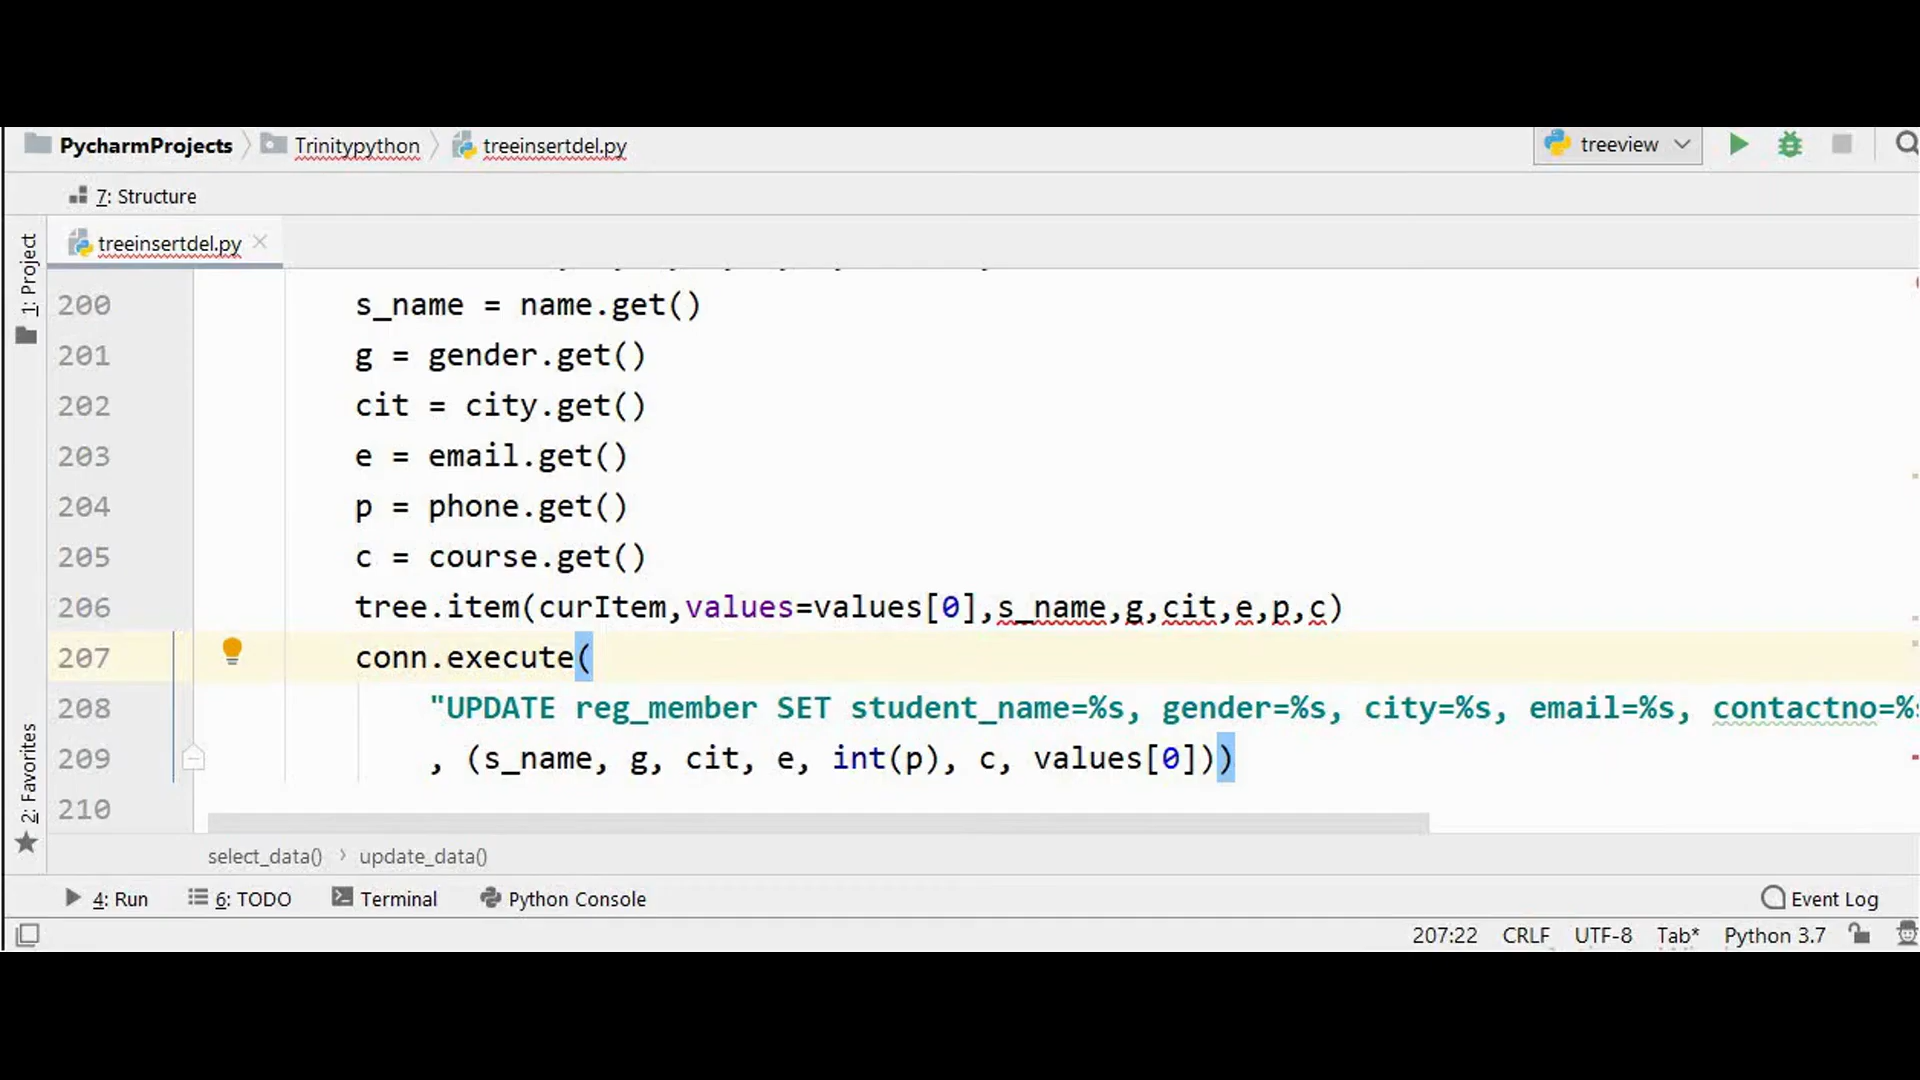 PycharmProjects Trinitypython treeinsertdel.py treeview
7: Structure
treeinsertdel.py
1: Project
2: Favorites
200 s_name = name.get()
201 g = gender.get()
202 cit = city.get()
203 e = email.get()
204 p = phone.get()
205 c = course.get()
206 tree.item(curItem,values=values[0],s_name,g,cit,e,p,c)
207 conn.execute(
208 "UPDATE reg_member SET student_name=%s, gender=%s, city=%s, email=%s, contactno=%s
209 , (s_name, g, cit, e, int(p), c, values[0]))
210
select_data() update_data()
4: Run 6: TODO Terminal Python Console Event Log
207:22 CRLF UTF-8 Tab* Python 3.7